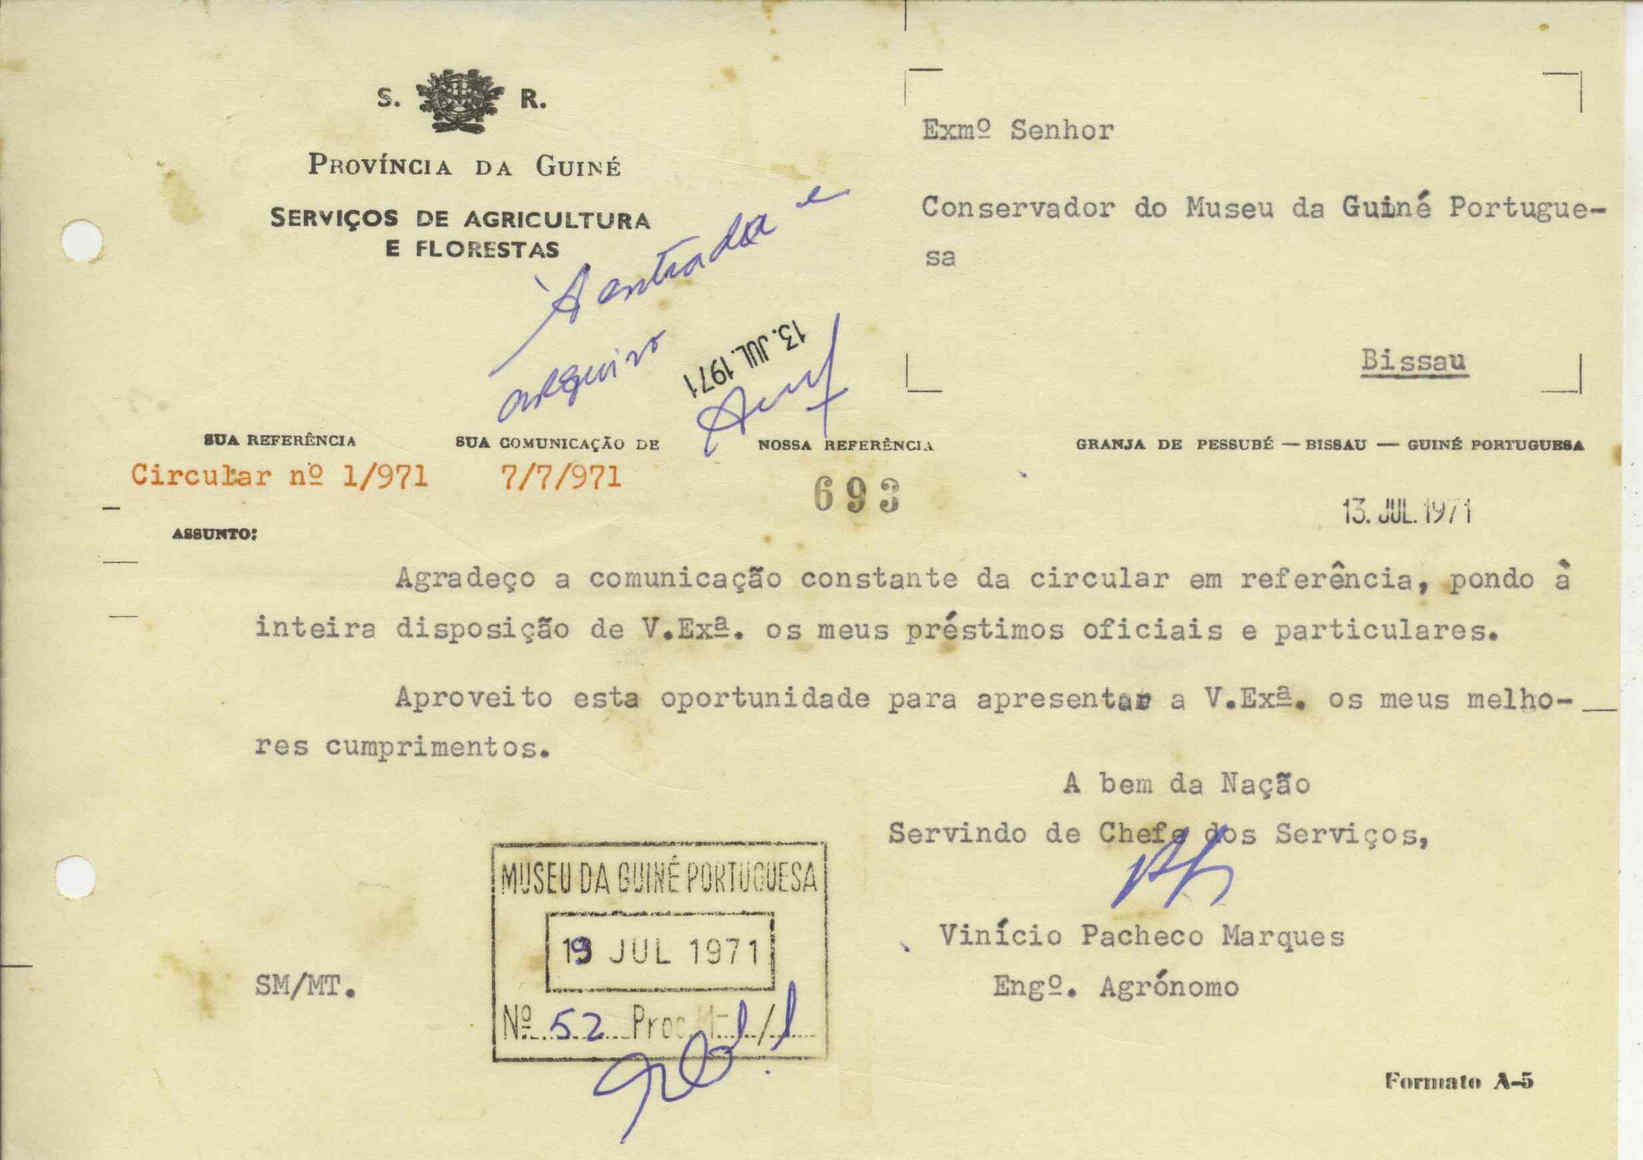 S. R.
PROVÍNCIA DA GUINÉ
SERVIÇOS DE AGRICULTURA
E FLORESTAS
Exmº Senhor
Conservador do Museu da Guiné Portugue-
sa
Bissau
À entrada e
arquivo
13. JUL. 1971
SUA REFERÊNCIA SUA COMUNICAÇÃO DE NOSSA REFERÊNCIA GRANJA DE PESSUBÉ — BISSAU — GUINÉ PORTUGUESA
Circular nº 1/971 7/7/971 693
13. JUL. 1971
ASSUNTO:
Agradeço a comunicação constante da circular em referência, pondo à
inteira disposição de V.Exª. os meus préstimos oficiais e particulares.
Aproveito esta oportunidade para apresentar a V.Exª. os meus melho-
res cumprimentos.
A bem da Nação
Servindo de Chefe dos Serviços,
Vinício Pacheco Marques
Engº. Agrónomo
MUSEU DA GUINÉ PORTUGUESA
19 JUL 1971
Nº 52 Proc.
SM/MT.
Formato A-5